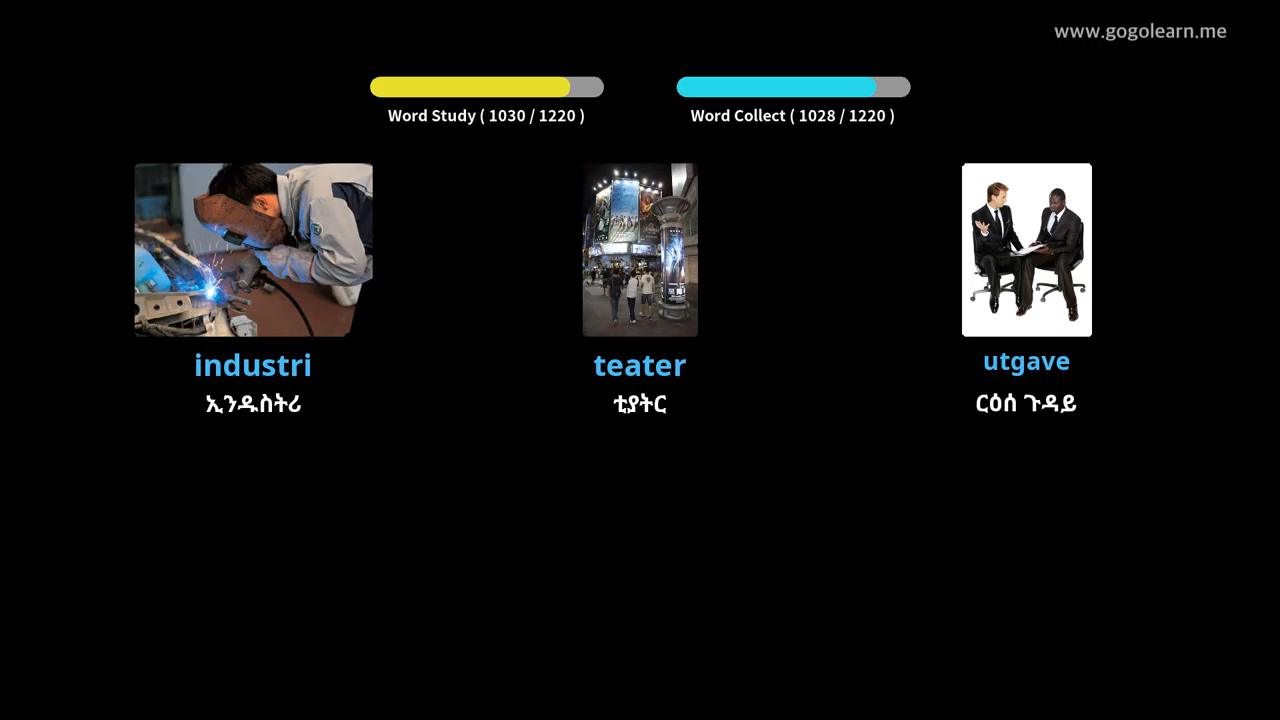 www.gogolearn.me
Word Study ( 1030 / 1220 )
Word Collect ( 1028 / 1220 )
industri
teater
utgave
ኢንዱስትሪ
ቲያትር
ርዕሰ ጉዳይ